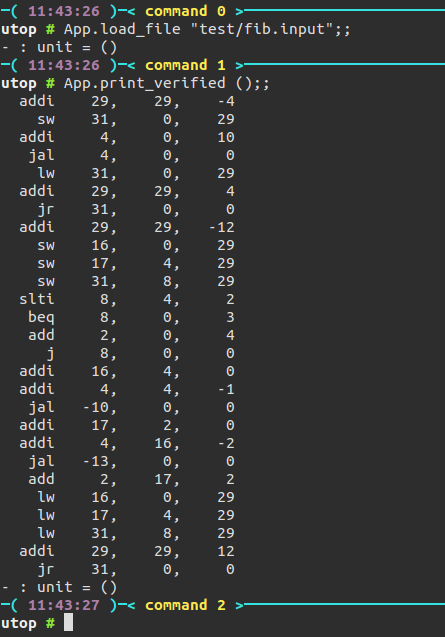 ─( 11:43:26 )─< command 0 >─────────────────────────
utop # App.load_file "test/fib.input";;
- : unit = ()
─( 11:43:26 )─< command 1 >─────────────────────────
utop # App.print_verified ();;
  addi     29,     29,     -4
    sw     31,      0,     29
  addi      4,      0,     10
   jal      4,      0,      0
    lw     31,      0,     29
  addi     29,     29,      4
    jr     31,      0,      0
  addi     29,     29,    -12
    sw     16,      0,     29
    sw     17,      4,     29
    sw     31,      8,     29
  slti      8,      4,      2
   beq      8,      0,      3
   add      2,      0,      4
     j      8,      0,      0
  addi     16,      4,      0
  addi      4,      4,     -1
   jal    -10,      0,      0
  addi     17,      2,      0
  addi      4,     16,     -2
   jal    -13,      0,      0
   add      2,     17,      2
    lw     16,      0,     29
    lw     17,      4,     29
    lw     31,      8,     29
  addi     29,     29,     12
    jr     31,      0,      0
- : unit = ()
─( 11:43:27 )─< command 2 >─────────────────────────
utop #